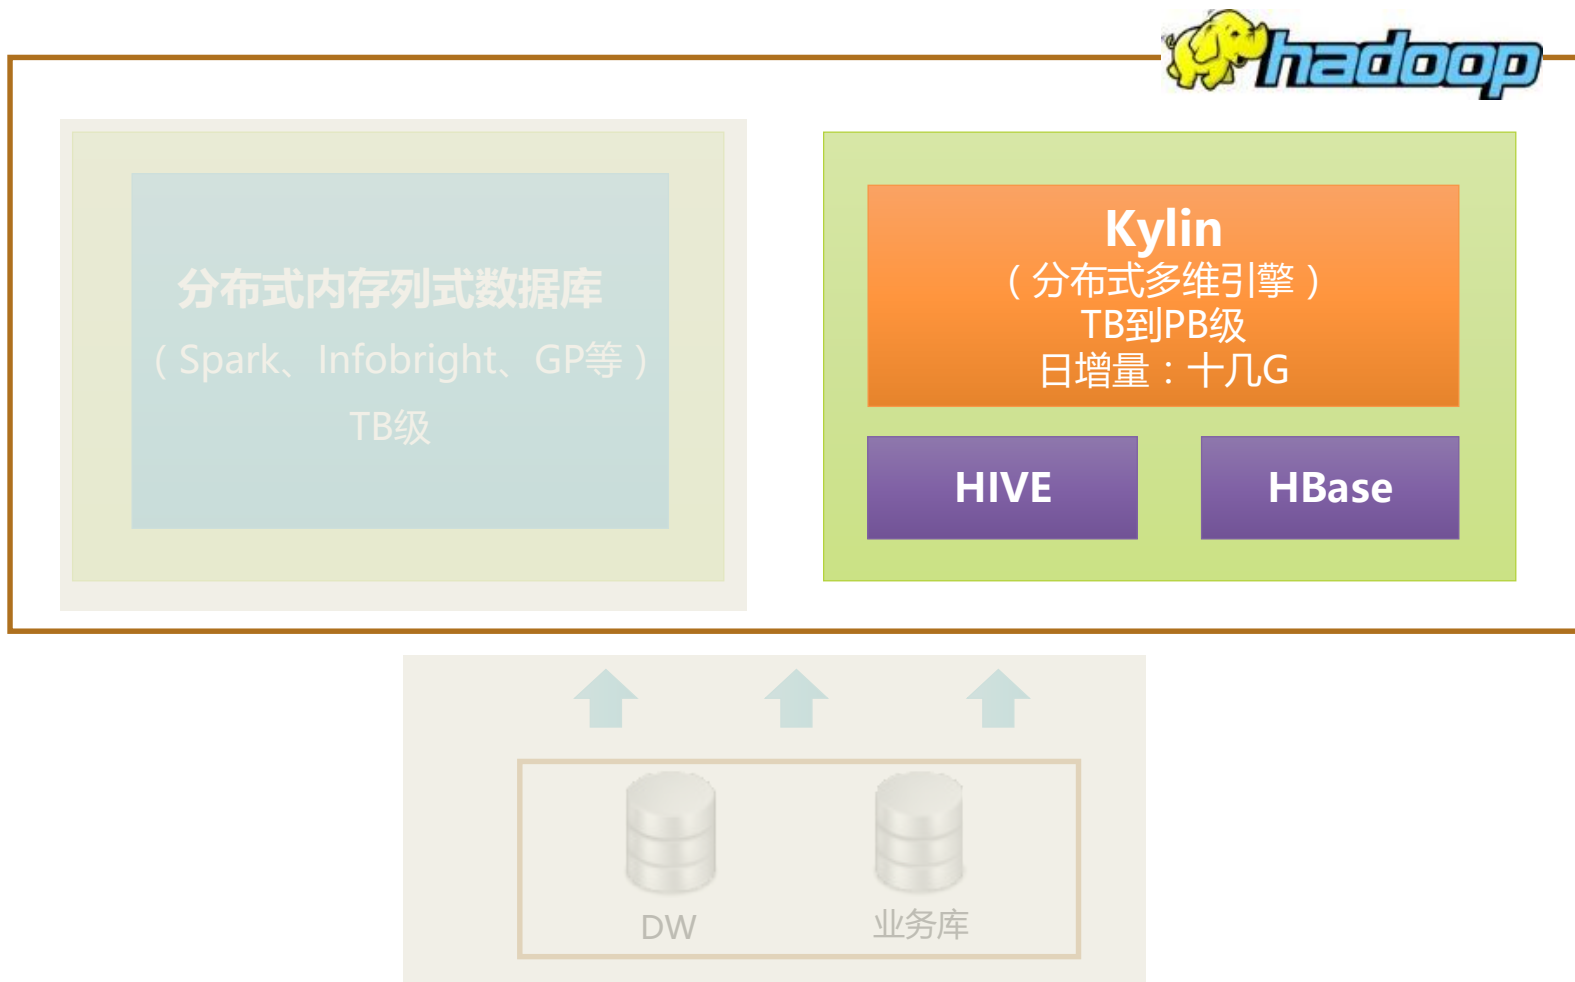 hadoop
分布式内存列式数据库
（Spark、Infobright、GP等）
TB级
Kylin
（分布式多维引擎）
TB到PB级
日增量：十几G
HIVE
HBase
DW
业务库